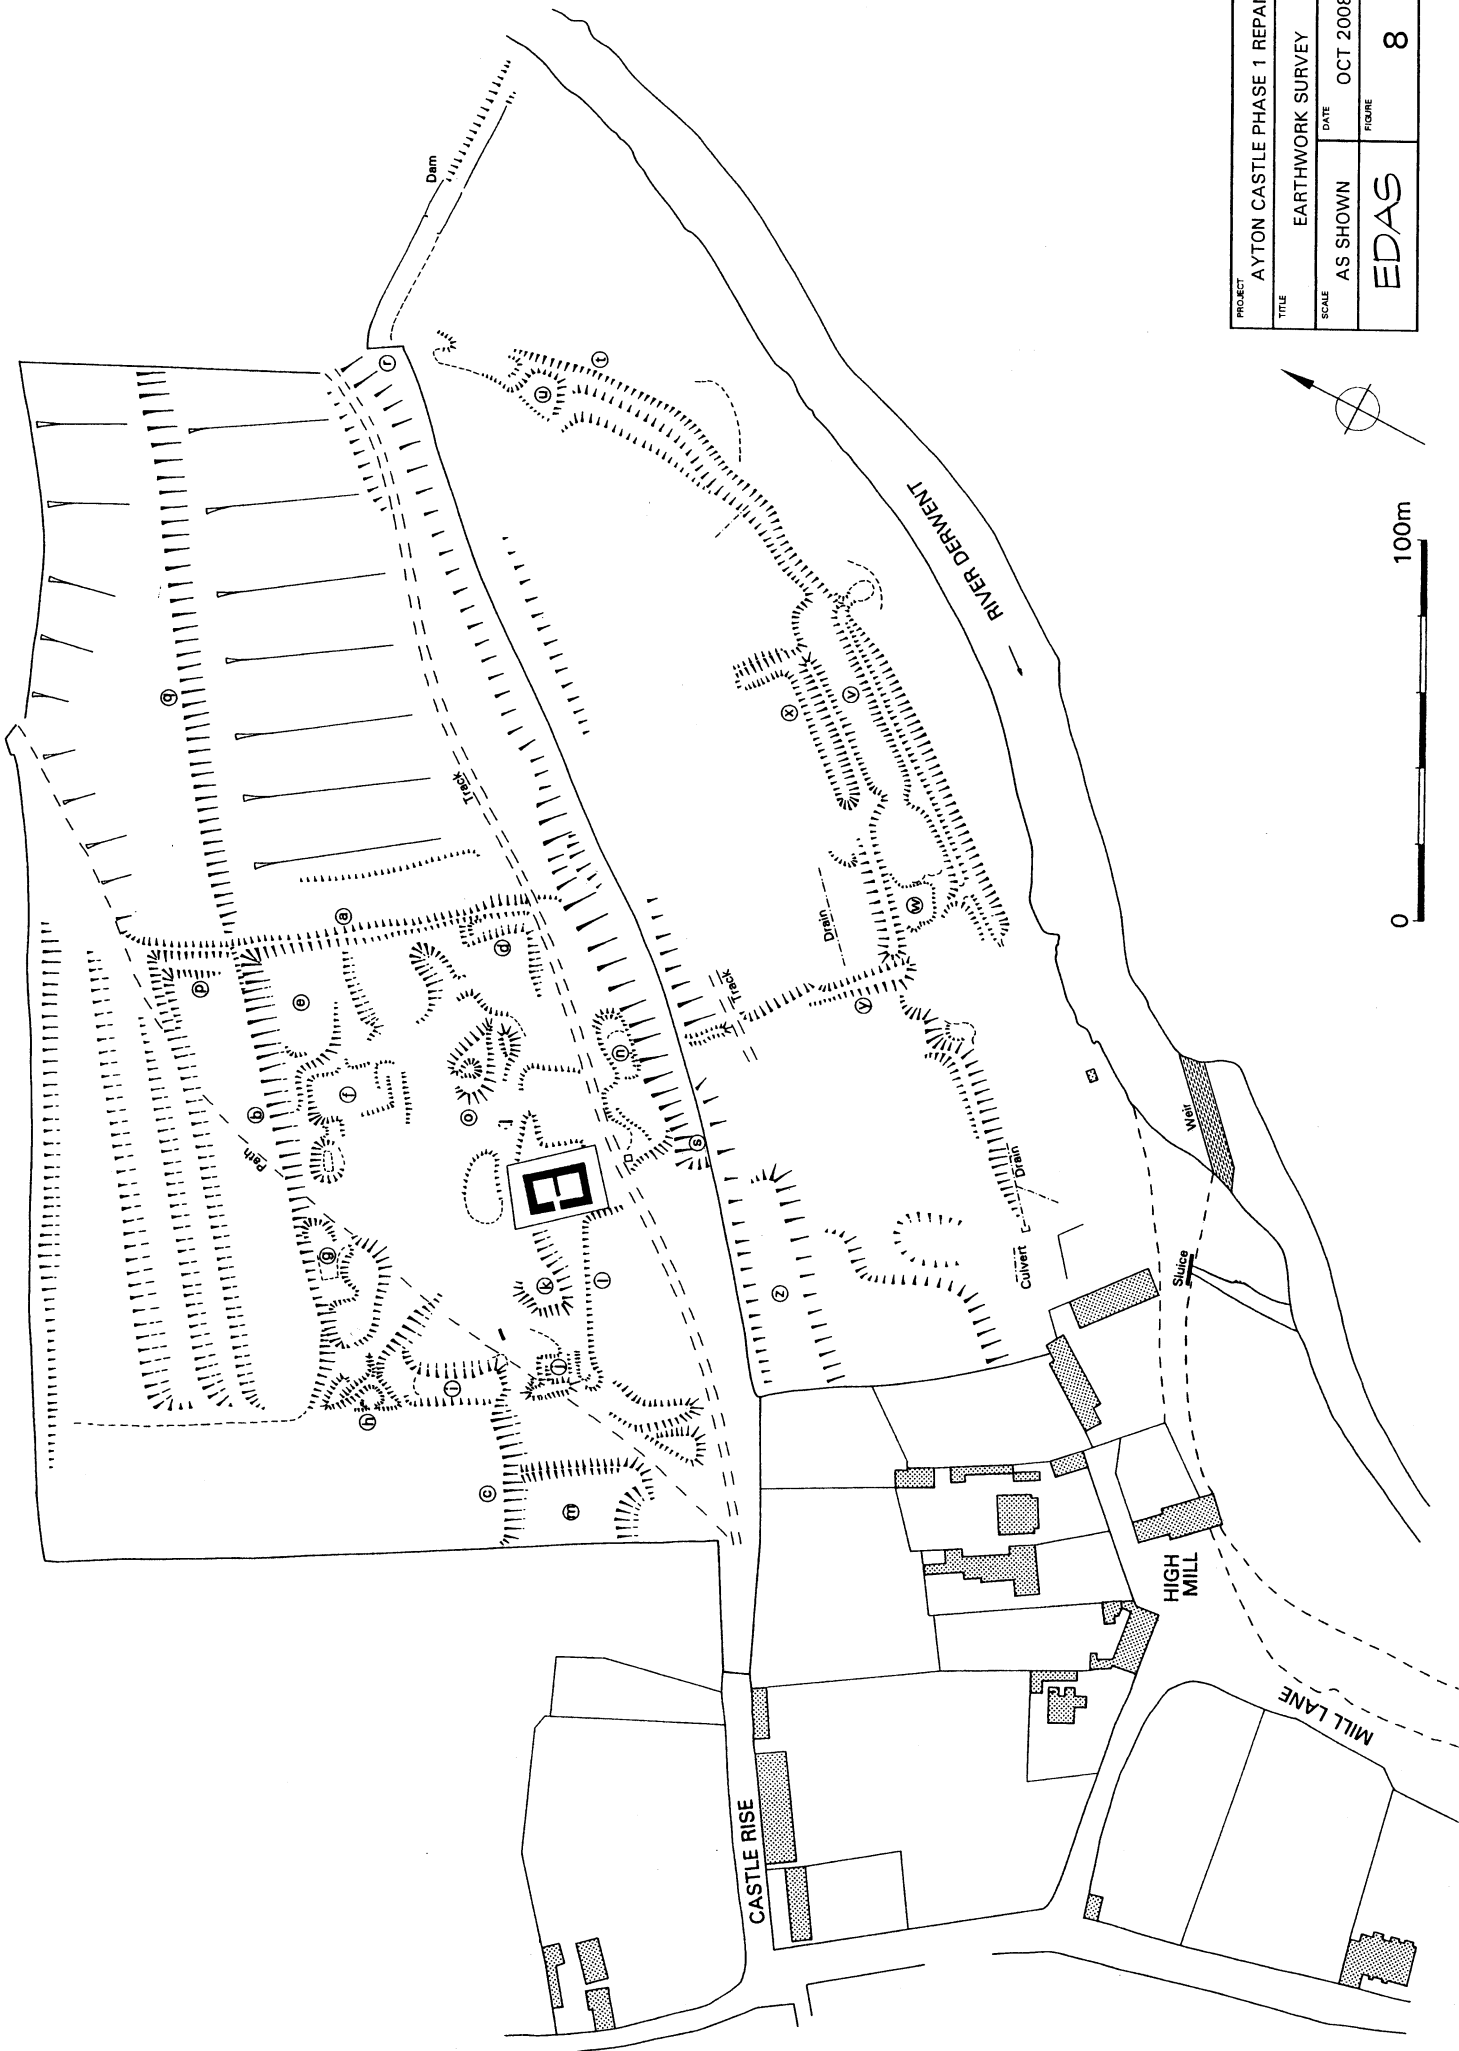 PROJECT
AYTON CASTLE PHASE 1 REPAI
TITLE
EARTHWORK SURVEY
SCALE
AS SHOWN
DATE
OCT 2008
EDAS
FIGURE
8
Dam
r
t
u
q
RIVER DERWENT
Track
x
v
a
d
p
e
w
Drain
Track
y
n
b
f
o
Path
s
Weir
Drain
Culvert
g
k
l
z
Sluice
h
i
j
c
m
HIGH
MILL
MILL LANE
CASTLE RISE
0
100m